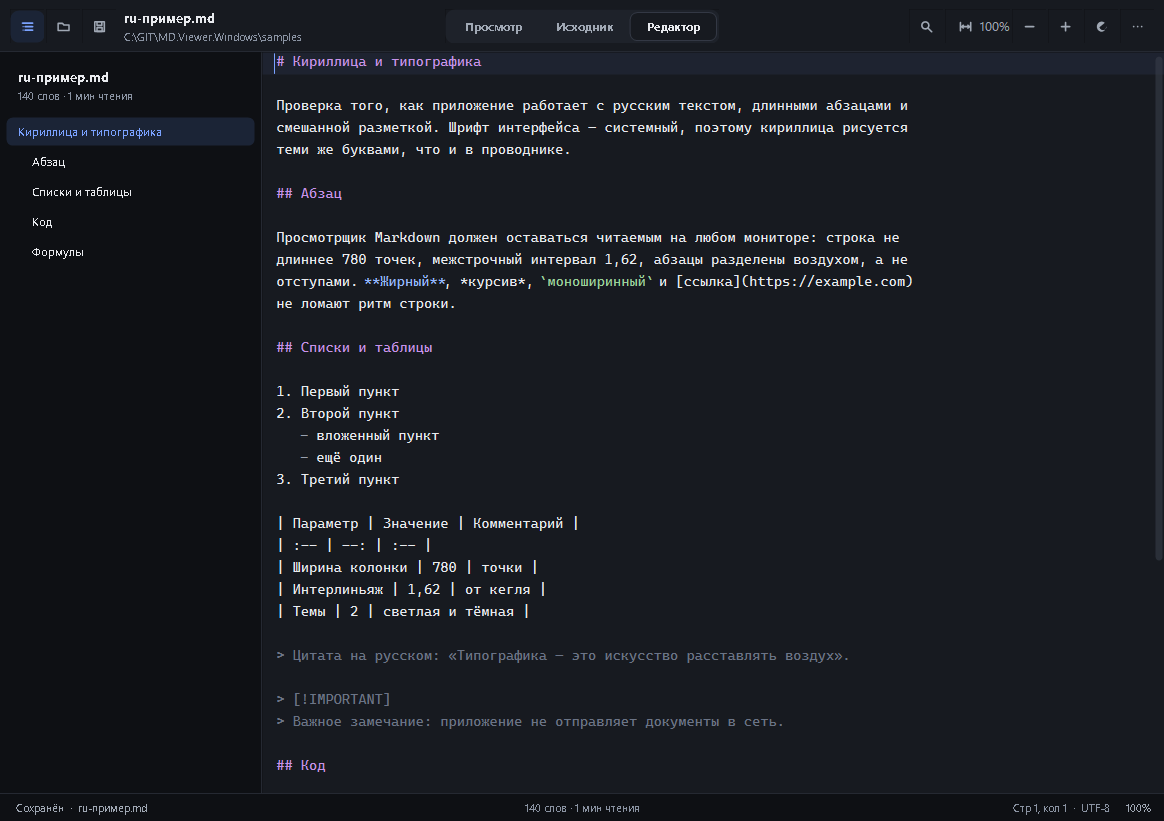 ru-пример.md
C:\GIT\MD.Viewer.Windows\samples
Просмотр Исходник Редактор
100%
ru-пример.md
140 слов · 1 мин чтения
Кириллица и типографика
Абзац
Списки и таблицы
Код
Формулы
# Кириллица и типографика
Проверка того, как приложение работает с русским текстом, длинными абзацами и
смешанной разметкой. Шрифт интерфейса — системный, поэтому кириллица рисуется
теми же буквами, что и в проводнике.
## Абзац
Просмотрщик Markdown должен оставаться читаемым на любом мониторе: строка не
длиннее 780 точек, межстрочный интервал 1,62, абзацы разделены воздухом, а не
отступами. **Жирный**, *курсив*, `моноширинный` и [ссылка](https://example.com)
не ломают ритм строки.
## Списки и таблицы
1. Первый пункт
2. Второй пункт
   - вложенный пункт
   - ещё один
3. Третий пункт
| Параметр | Значение | Комментарий |
| :-- | --: | :-- |
| Ширина колонки | 780 | точки |
| Интерлиньяж | 1,62 | от кегля |
| Темы | 2 | светлая и тёмная |
> Цитата на русском: «Типографика — это искусство расставлять воздух».
> [!IMPORTANT]
> Важное замечание: приложение не отправляет документы в сеть.
## Код
Сохранён · ru-пример.md
140 слов · 1 мин чтения
Стр 1, кол 1 · UTF-8 100%